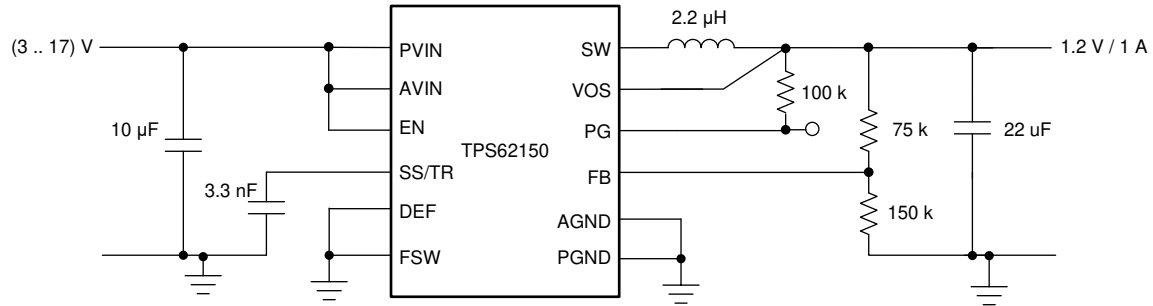 2.2 µH
(3 .. 17) V
PVIN
SW
1.2 V / 1 A
AVIN
VOS
100 k
10 µF
EN
PG
75 k
22 uF
TPS62150
SS/TR
FB
3.3 nF
DEF
AGND
150 k
FSW
PGND